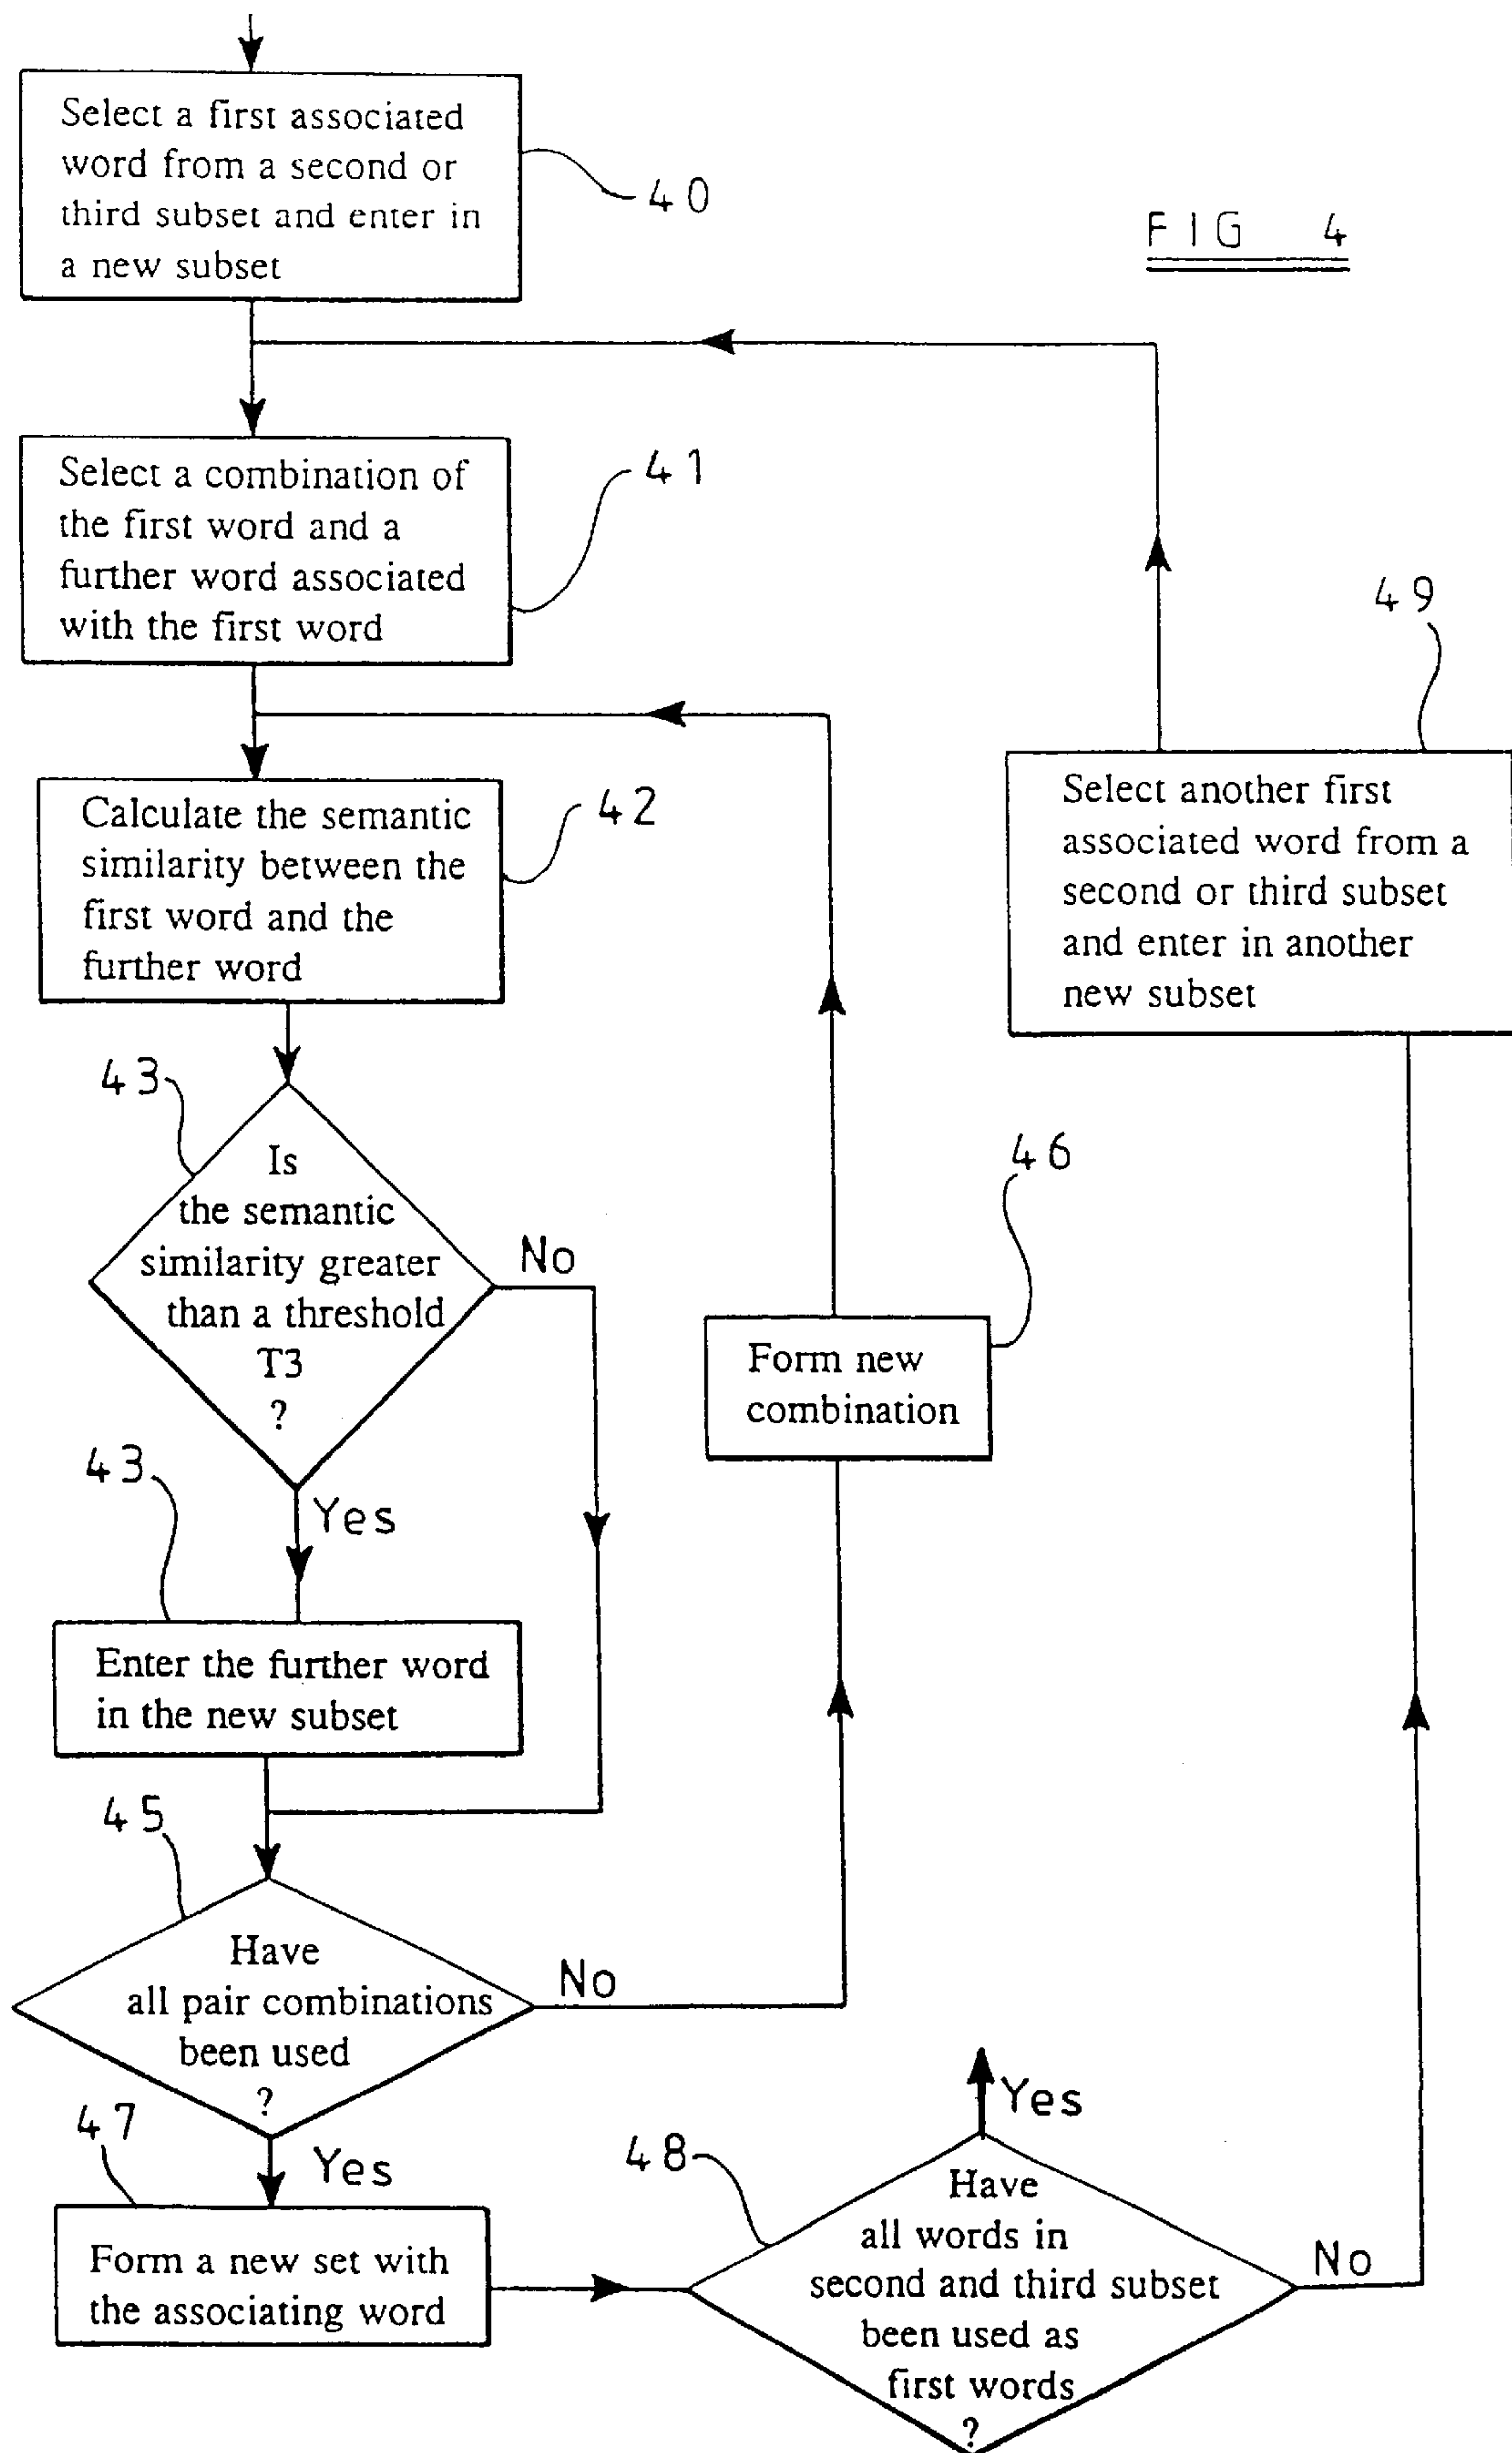 Select a first associated
word from a second or
third subset and enter in
a new subset
40
FIG 4
Select a combination of
the first word and a
further word associated
with the first word
41
Calculate the semantic
similarity between the
first word and the
further word
42
49
Select another first
associated word from a
second or third subset
and enter in another
new subset
43
Is
the semantic
similarity greater
than a threshold
T3
?
No
46
Form new
combination
Yes
43
Enter the further word
in the new subset
45
Have
all pair combinations
been used
?
No
Yes
47
Form a new set with
the associating word
48
Yes
Have
all words in
second and third subset
been used as
first words
?
No